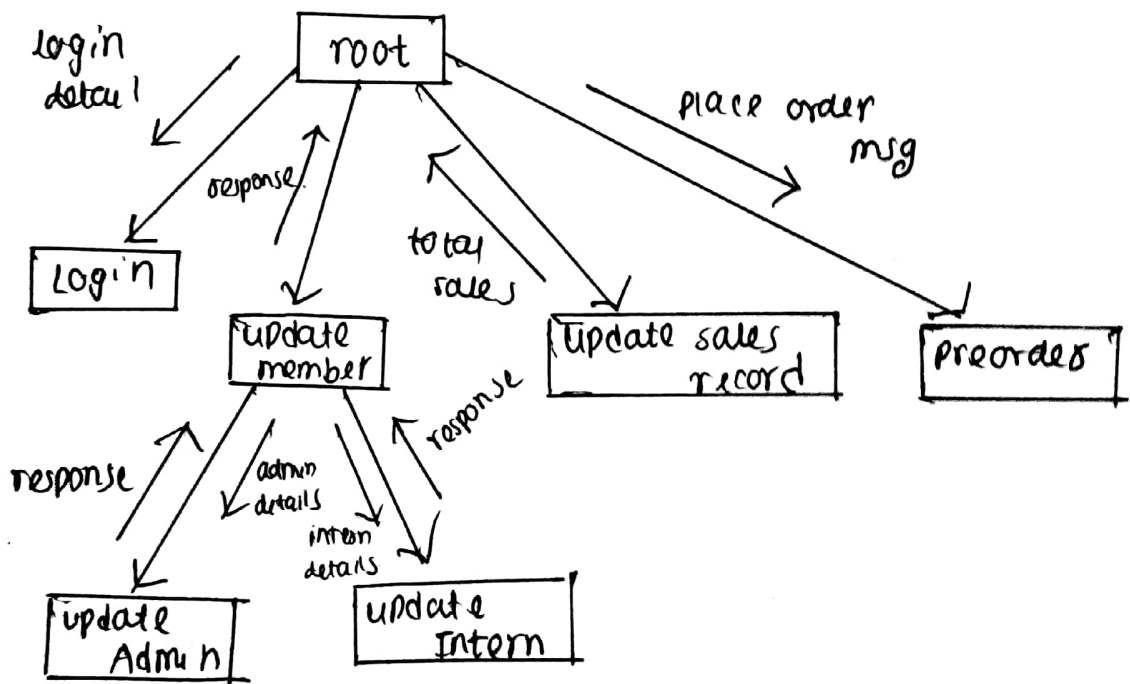 root
login
detail
place order
msg
response
total
sales
Login
update
member
update sales
record
preorder
response
response
admin
details
intern
details
update
Admin
update
Intern